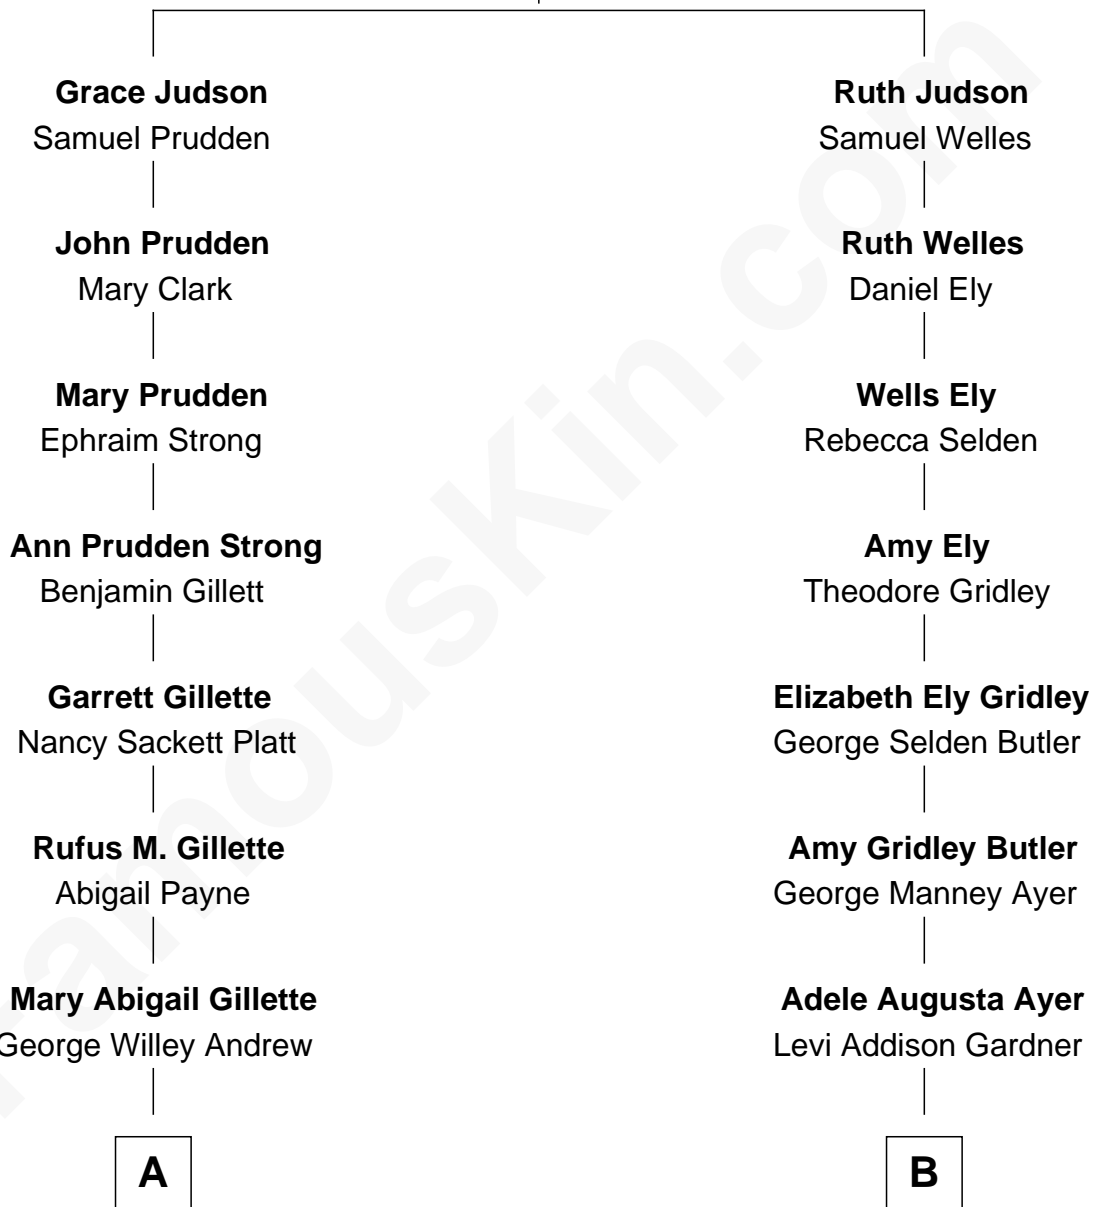 Grace Judson
Samuel Prudden
John Prudden
Mary Clark
Mary Prudden
Ephraim Strong
Ann Prudden Strong
Benjamin Gillett
Garrett Gillette
Nancy Sackett Platt
Rufus M. Gillette
Abigail Payne
Mary Abigail Gillette
George Willey Andrew
A
Ruth Judson
Samuel Welles
Ruth Welles
Daniel Ely
Wells Ely
Rebecca Selden
Amy Ely
Theodore Gridley
Elizabeth Ely Gridley
George Selden Butler
Amy Gridley Butler
George Manney Ayer
Adele Augusta Ayer
Levi Addison Gardner
B
FamousKin.com